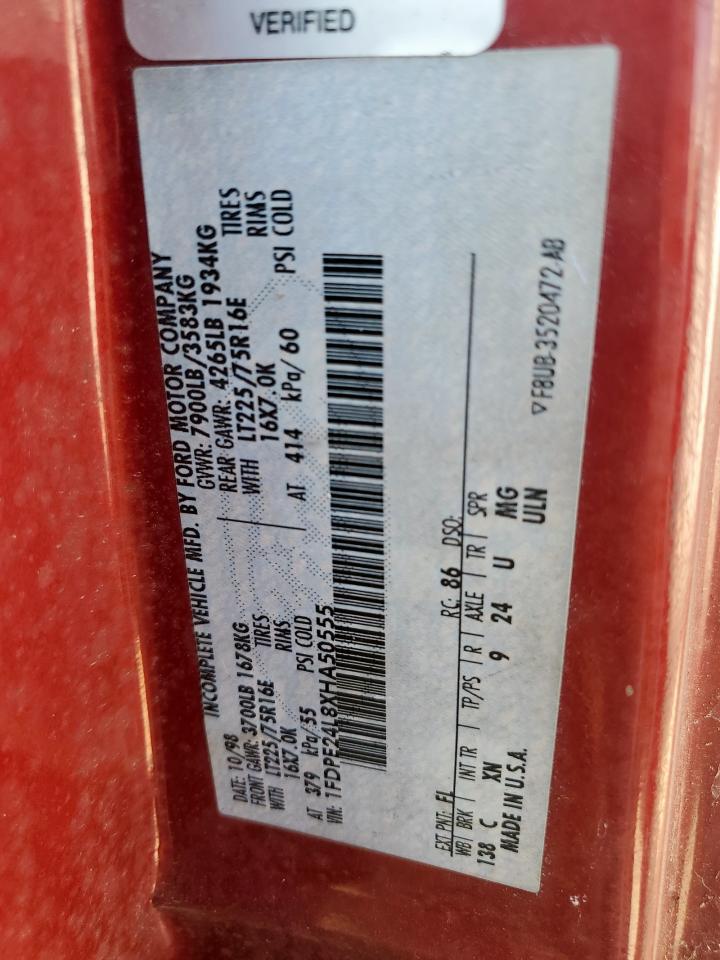 VERIFIED
INCOMPLETE VEHICLE MFD. BY FORD MOTOR COMPANY
DATE: 10/98 GVWR: 7900LB/3583KG
FRONT GAWR: 3700LB 1678KG REAR GAWR: 4265LB 1934KG
WITH LT225/75R16E TIRES WITH LT225/75R16E TIRES
16X7.0K RIMS 16X7.0K RIMS
AT 379 kPa/55 PSI COLD AT 414 kPa/60 PSI COLD
VIN: 1FDPE24L8XHA50555
EXT PNT: FL RC: 86 DSO:
WB BRK INT TR TP/PS R AXLE TR SPR
138 C XN 9 24 U MG
MADE IN U.S.A. ULN
▽F8UB-3520472-AB